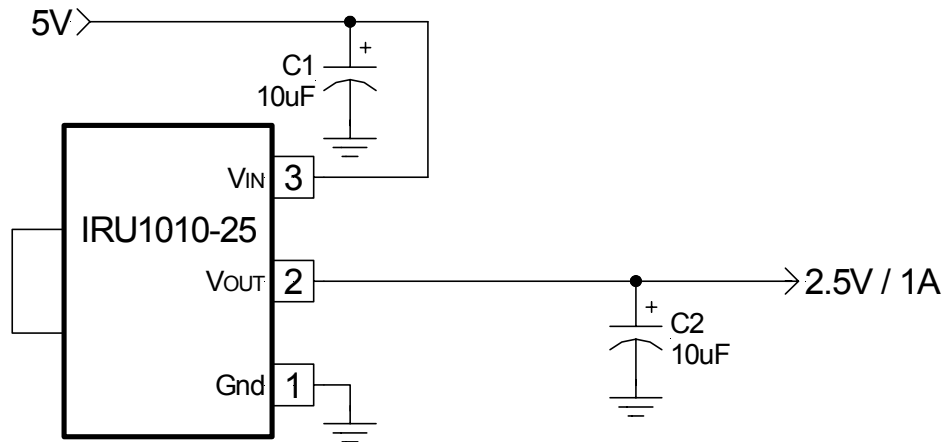 5V
+
C1
10uF
VIN 3
IRU1010-25
VOUT 2
2.5V / 1A
+
C2
10uF
Gnd 1